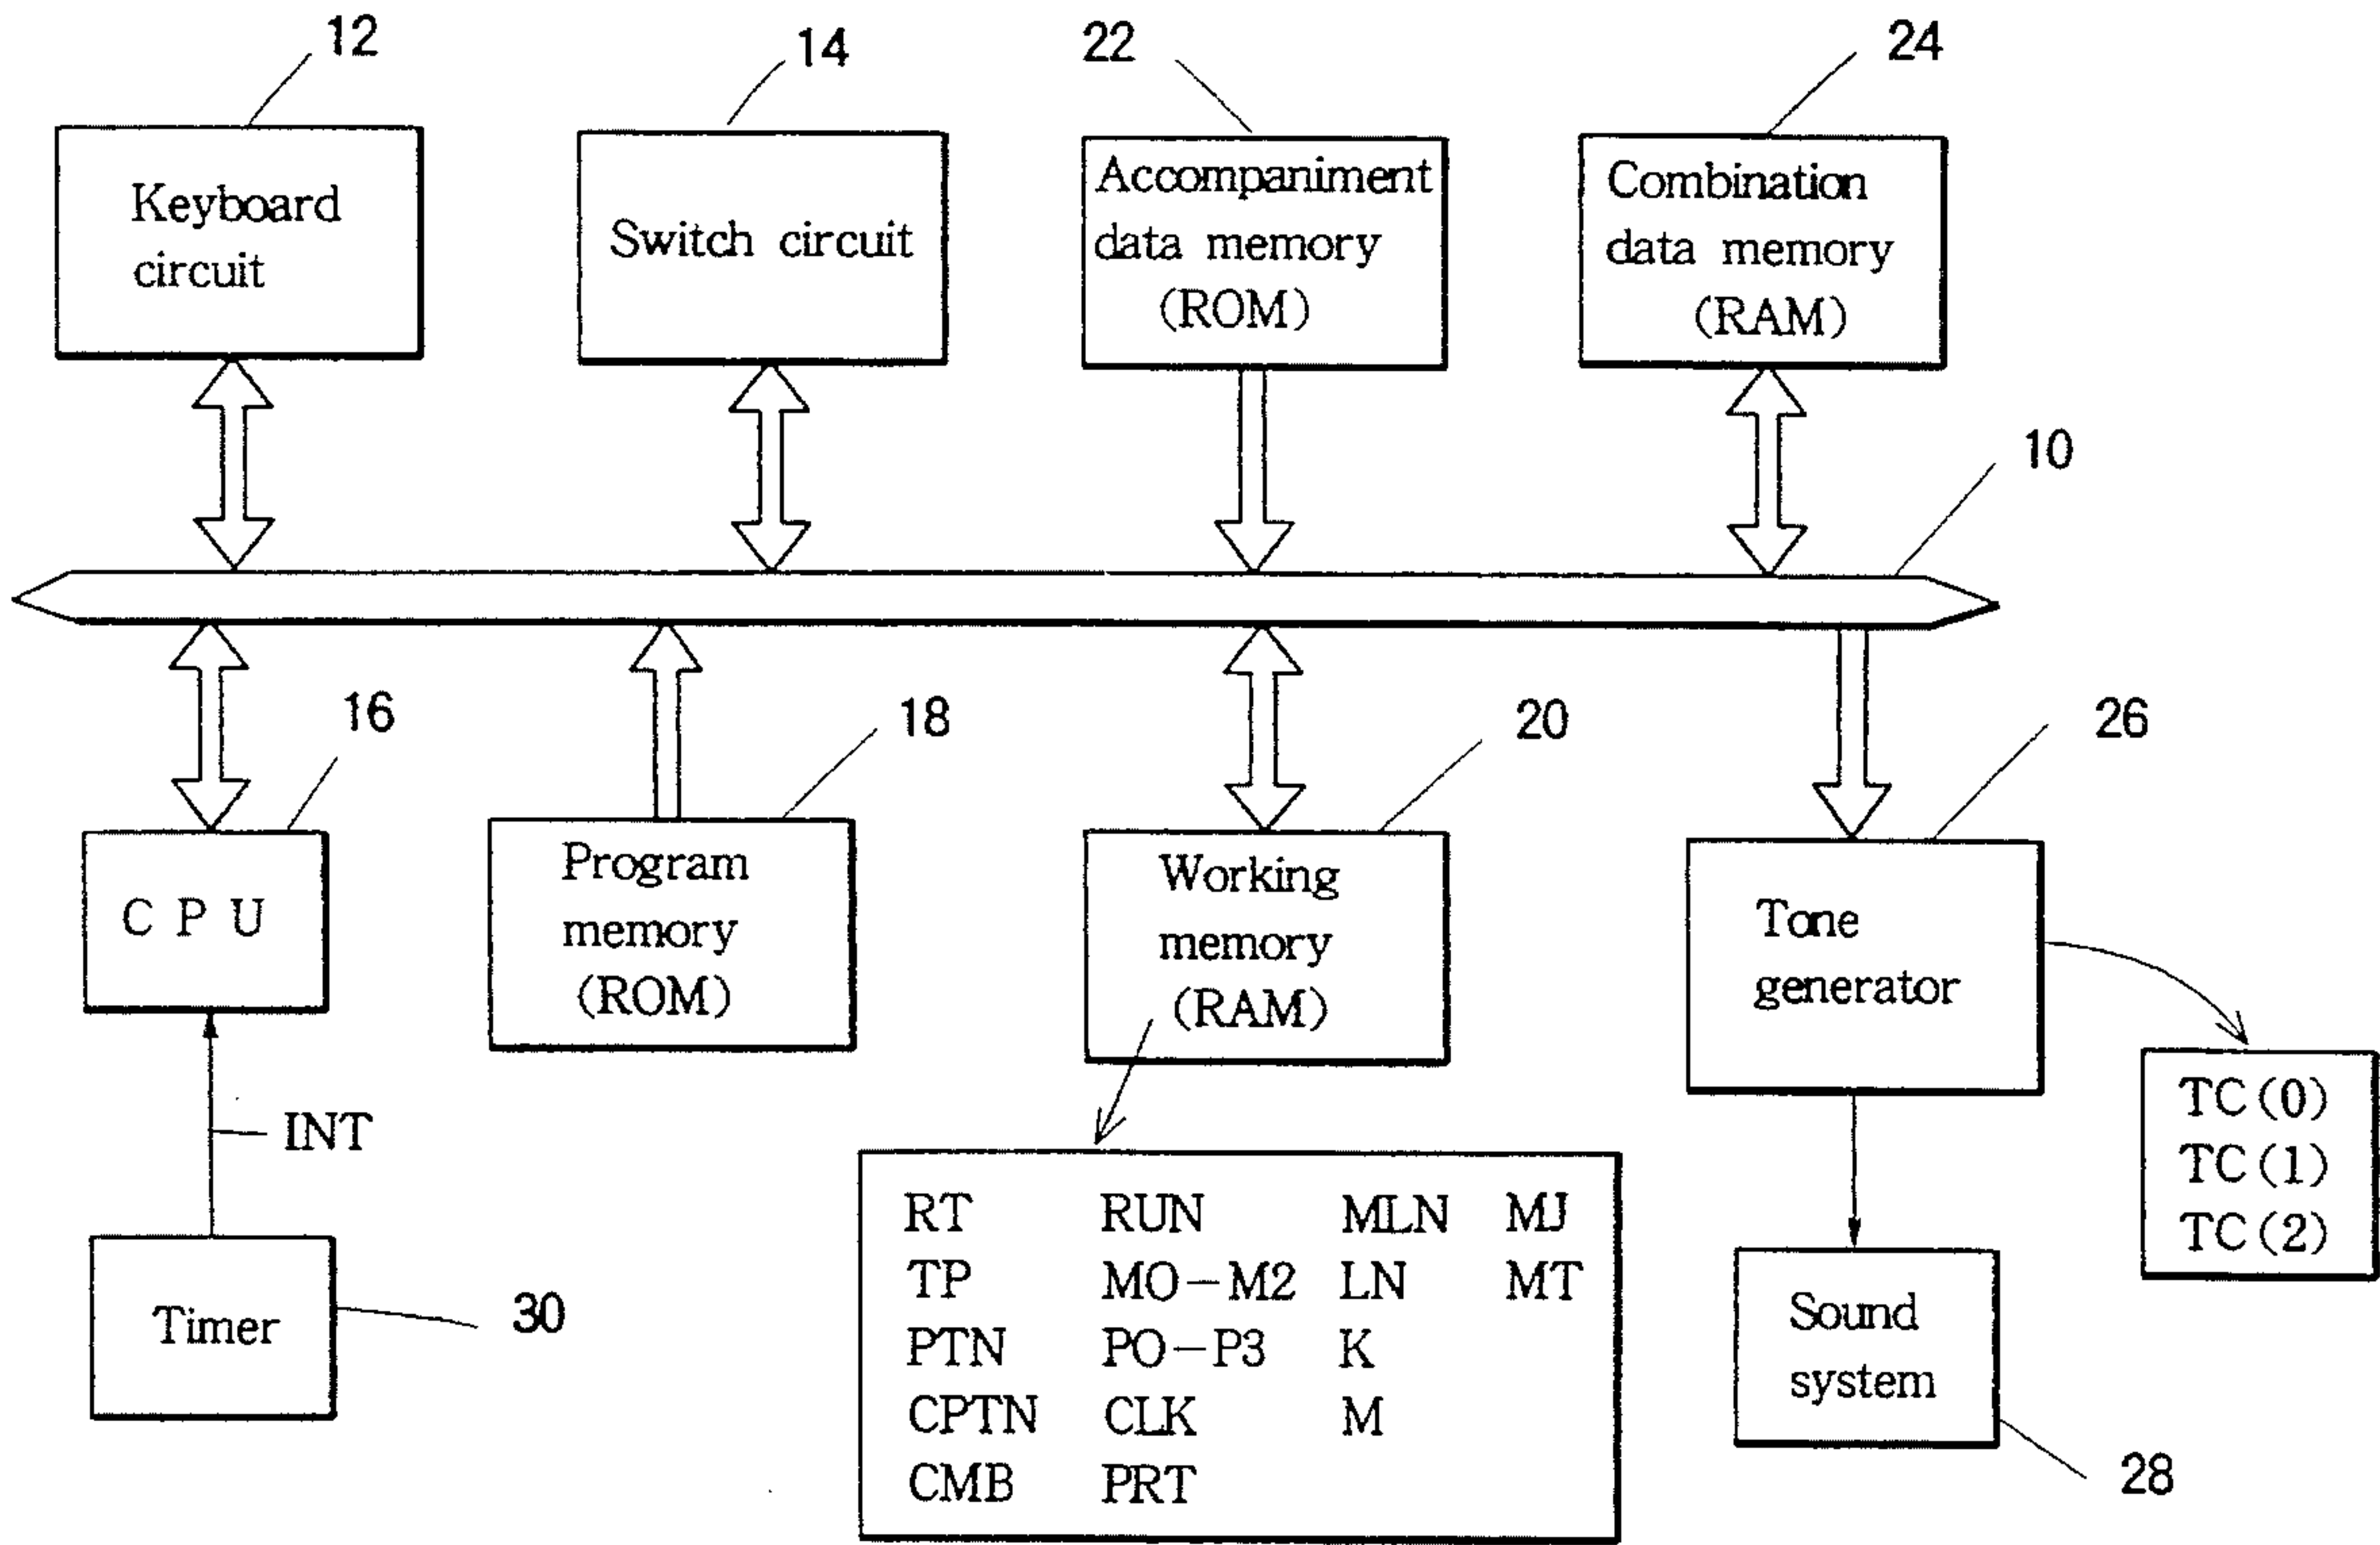 12
14
22
24
Keyboard
circuit
Switch circuit
Accompaniment
data memory
(ROM)
Combination
data memory
(RAM)
10
16
18
20
26
C P U
Program
memory
(ROM)
Working
memory
(RAM)
Tone
generator
INT
TC(0)
TC(1)
TC(2)
Timer
30
RT RUN MLN MJ
TP MO-M2 LN MT
PTN PO-P3 K
CPTN CLK M
CMB PRT
Sound
system
28